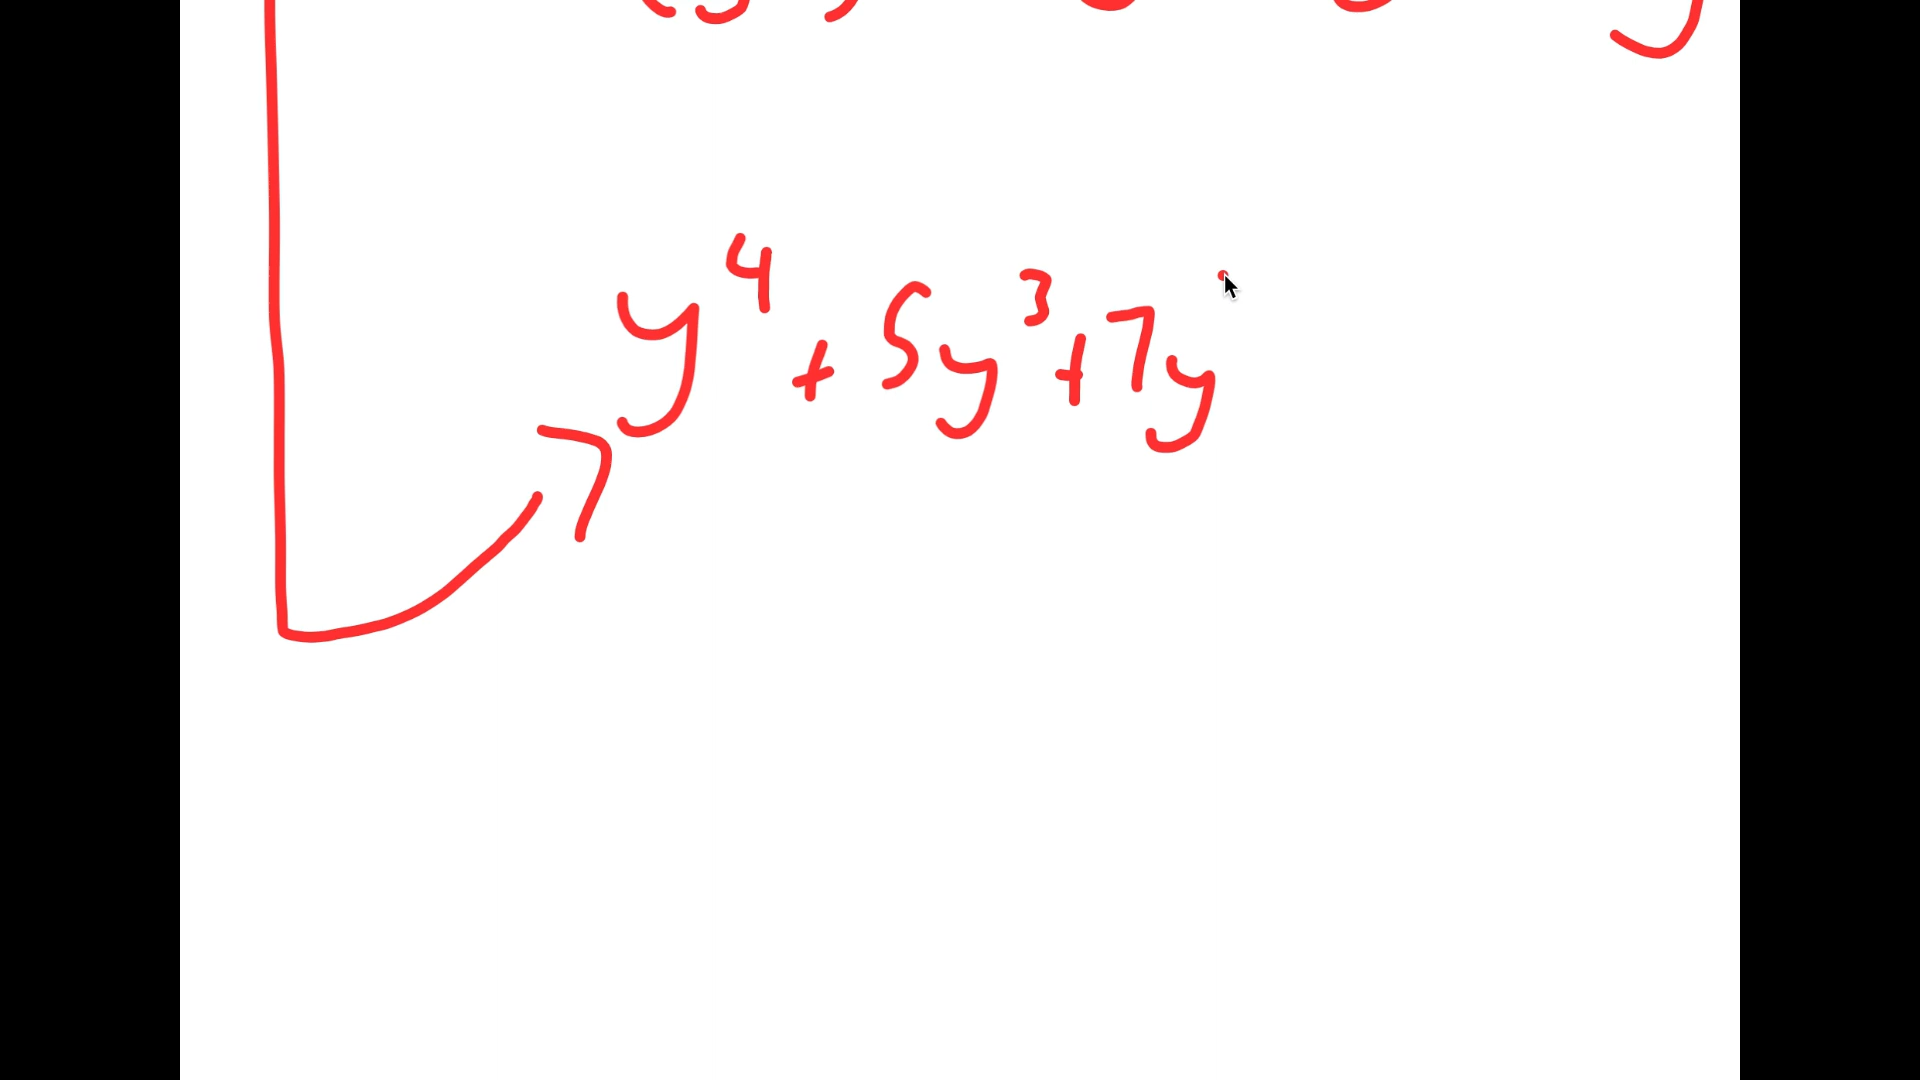 y⁴ + 5y³ + 7y